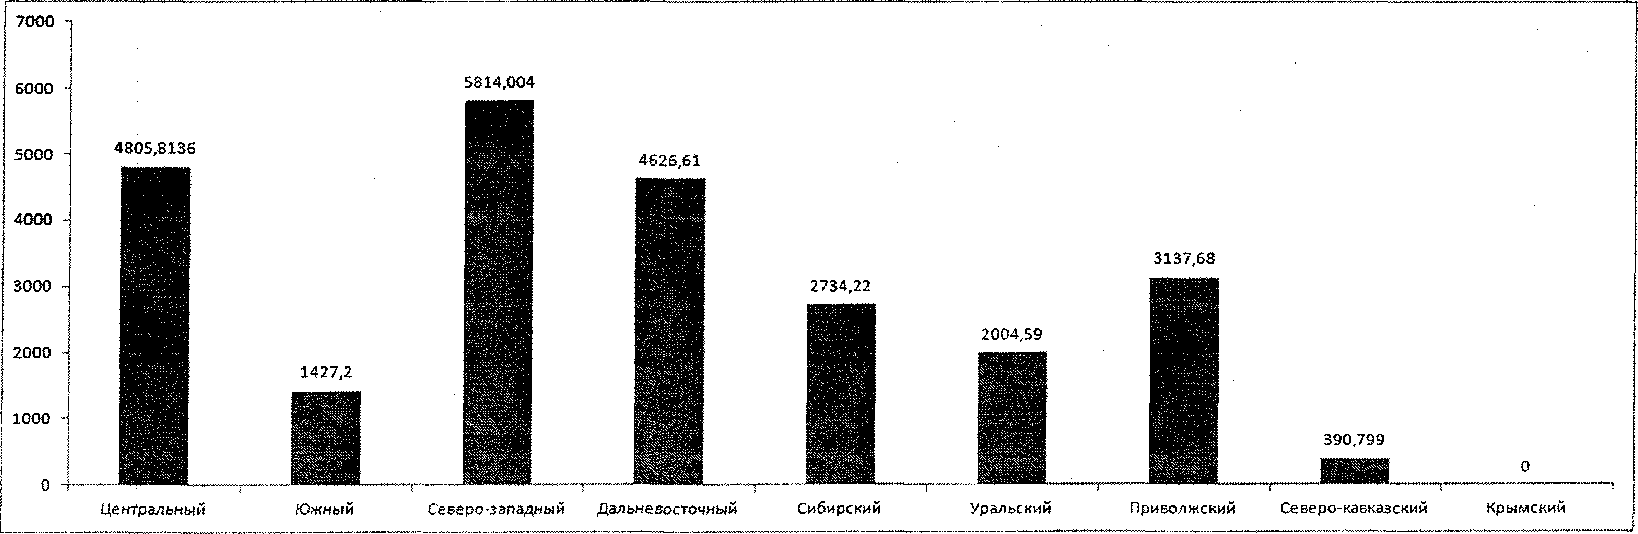 7000
6000
5000
4000
3000
2000
1000
0
4805,8136
1427,2
5814,004
4626,61
2734,22
2004,59
3137,68
390,799
0
Центральный
Южный
Северо-западный
Дальневосточный
Сибирский
Уральский
Приволжский
Северо-кавказский
Крымский